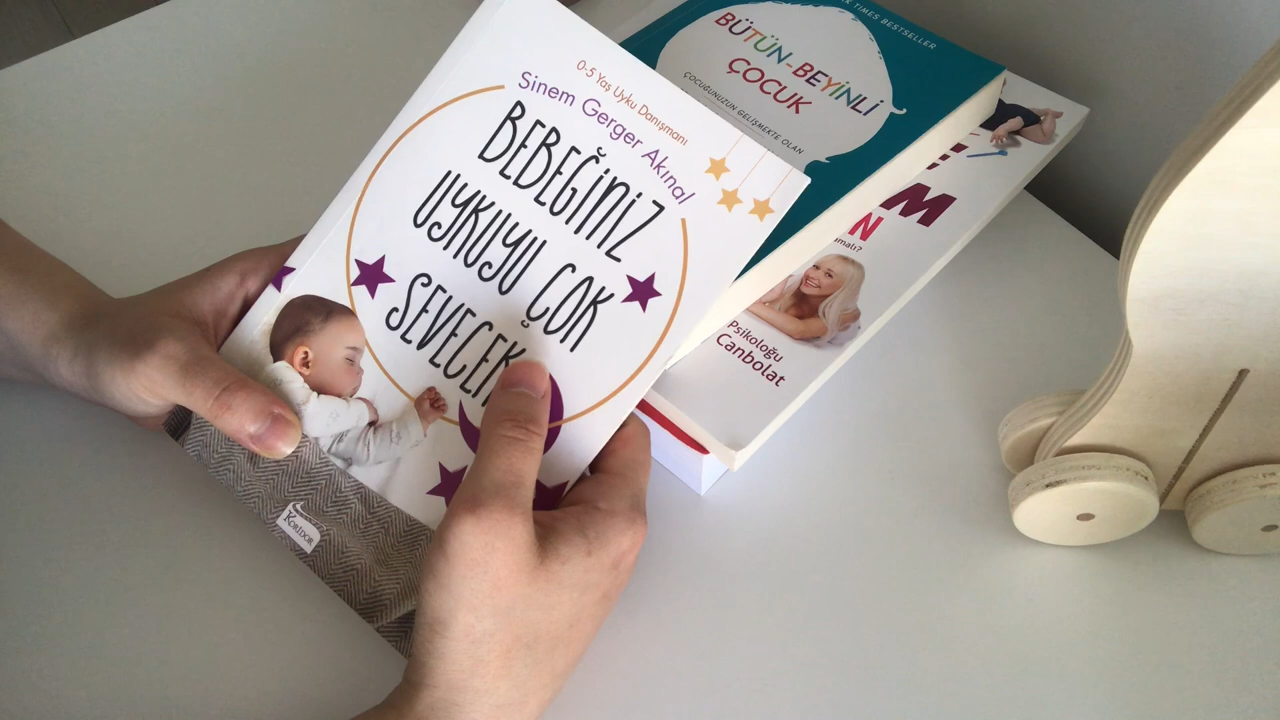 0-5 Yaş Uyku Danışmanı
Sinem Gerger Akınal
BEBEĞİNİZ
UYKUYU ÇOK
SEVECEK
KORİDOR
TIMES BESTSELLER
BÜTÜN-BEYİNLİ
ÇOCUK
ÇOCUĞUNUZUN GELİŞMEKTE OLAN
Psikoloğu
Canbolat